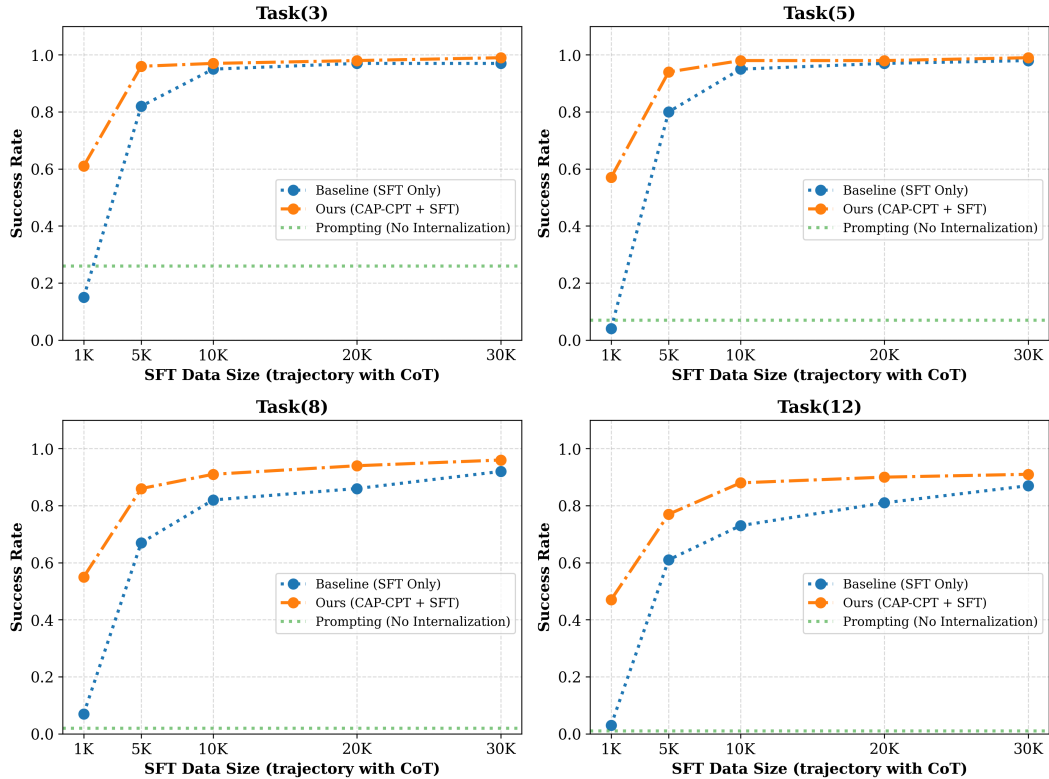 Task(3)
Success Rate
1.0
0.8
0.6
0.4
0.2
0.0
Baseline (SFT Only)
Ours (CAP-CPT + SFT)
Prompting (No Internalization)
1K 5K 10K 20K 30K
SFT Data Size (trajectory with CoT)
Task(5)
Success Rate
1.0
0.8
0.6
0.4
0.2
0.0
Baseline (SFT Only)
Ours (CAP-CPT + SFT)
Prompting (No Internalization)
1K 5K 10K 20K 30K
SFT Data Size (trajectory with CoT)
Task(8)
Success Rate
1.0
0.8
0.6
0.4
0.2
0.0
Baseline (SFT Only)
Ours (CAP-CPT + SFT)
Prompting (No Internalization)
1K 5K 10K 20K 30K
SFT Data Size (trajectory with CoT)
Task(12)
Success Rate
1.0
0.8
0.6
0.4
0.2
0.0
Baseline (SFT Only)
Ours (CAP-CPT + SFT)
Prompting (No Internalization)
1K 5K 10K 20K 30K
SFT Data Size (trajectory with CoT)